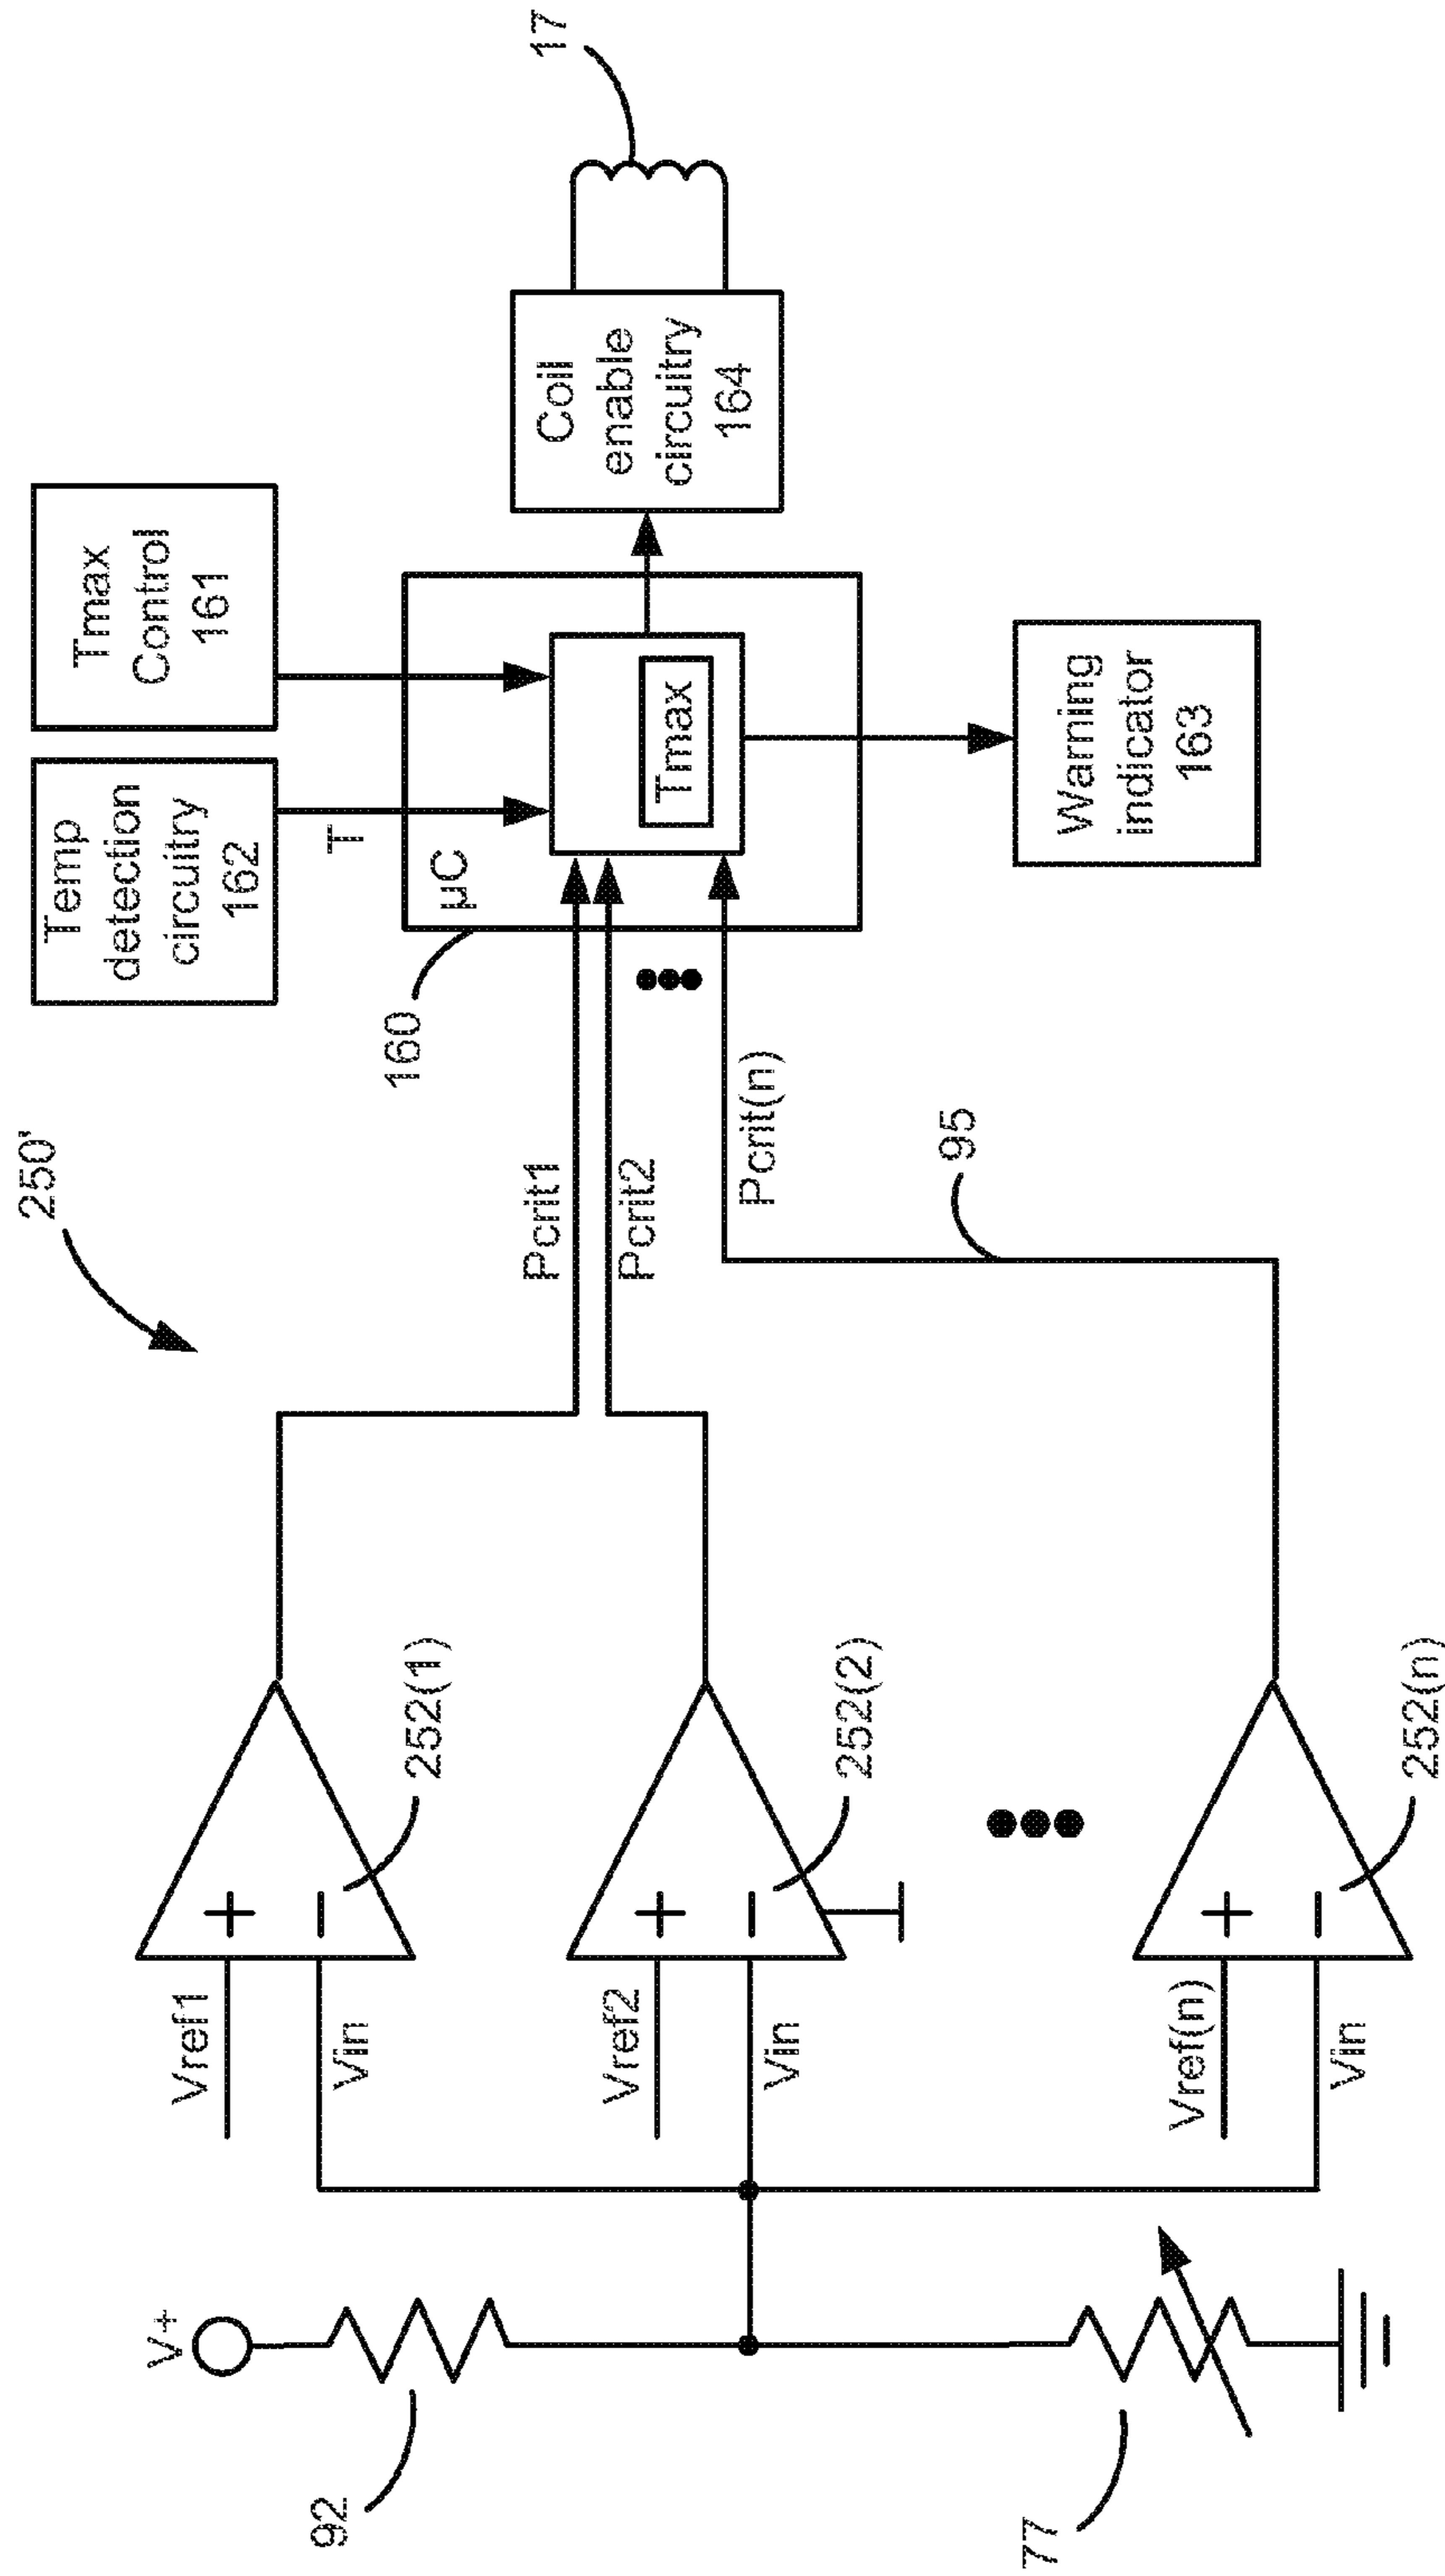 250'
V+
92
77
Vref1
Vin
252(1)
Vref2
Vin
252(2)
Vref(n)
Vin
252(n)
+
−
+
−
+
−
Pcrit1
Pcrit2
Pcrit(n)
95
160
µC
T
Temp
detection
circuitry
162
Tmax
Control
161
Tmax
Coil
enable
circuitry
164
17
Warning
indicator
163